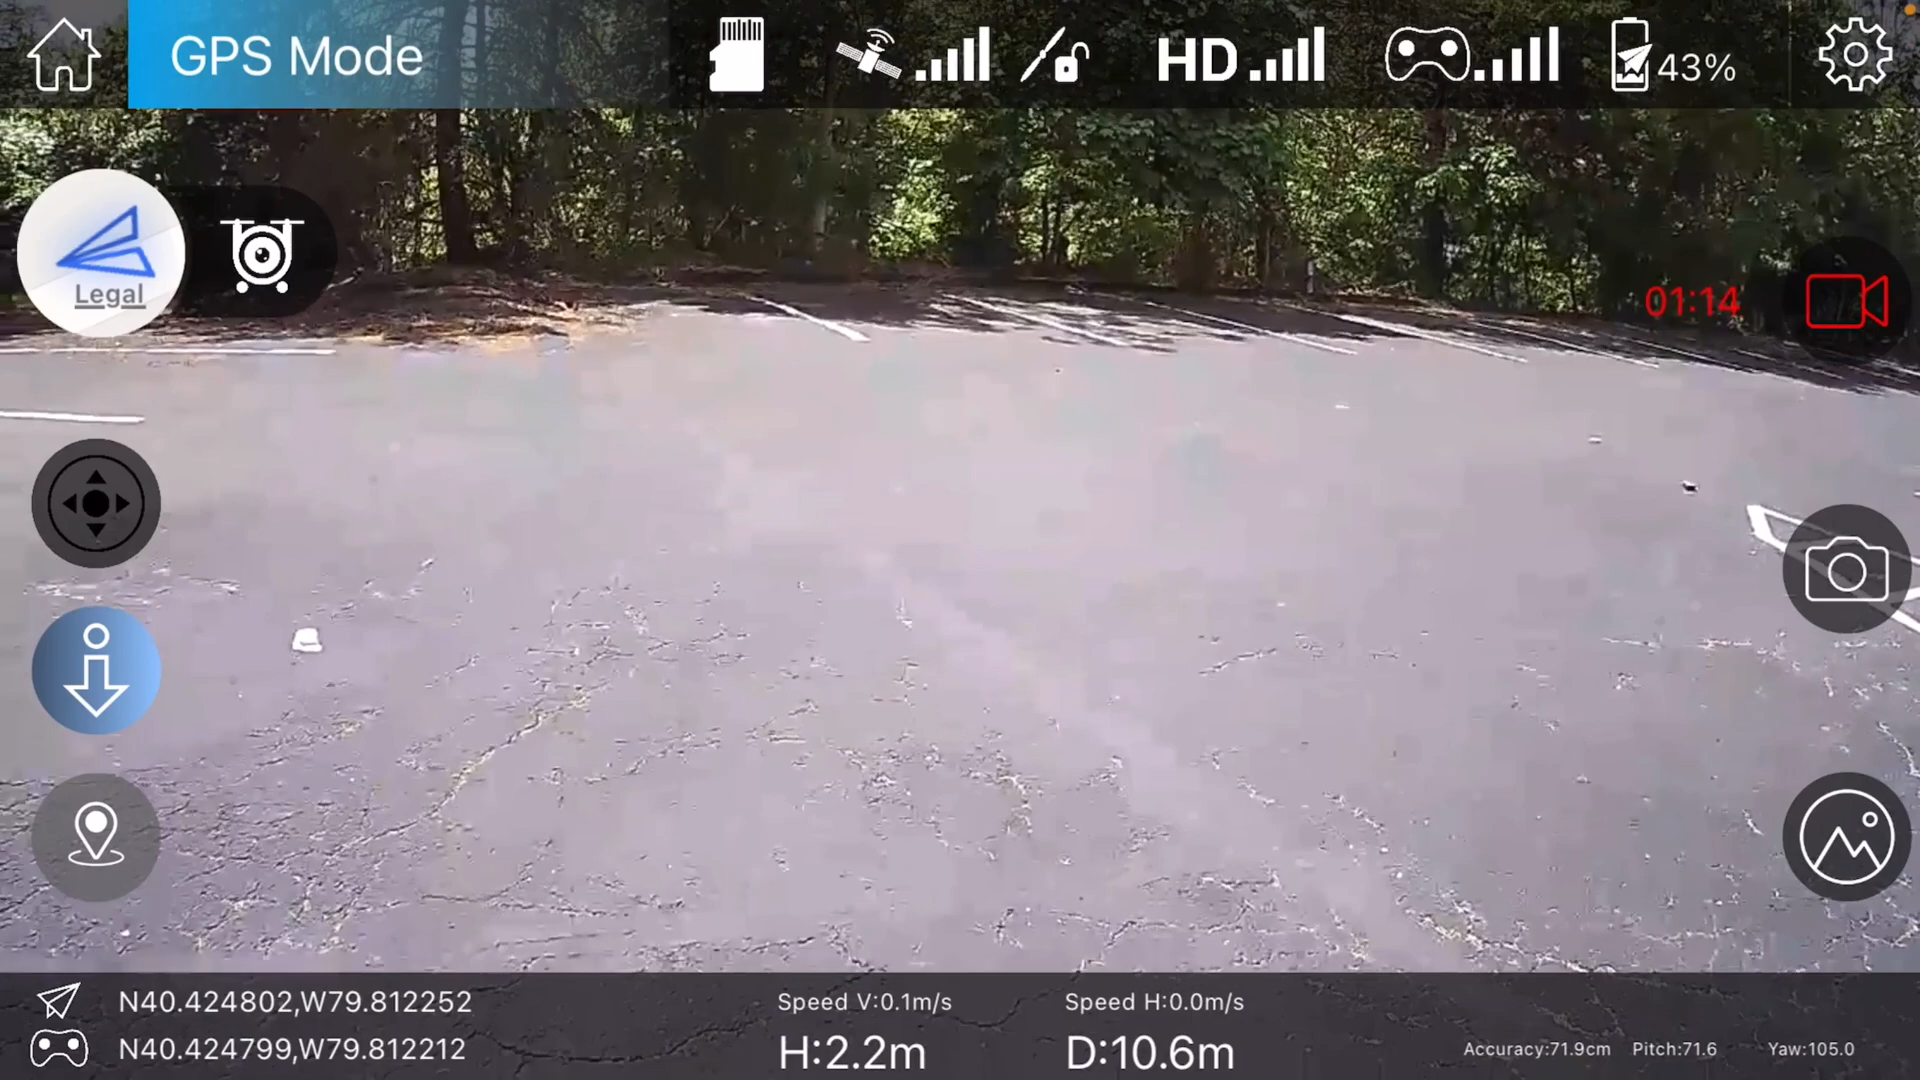 GPS Mode
HD
43%
Legal
01:14
N40.424802,W79.812252
Speed V:0.1m/s
Speed H:0.0m/s
N40.424799,W79.812212
H:2.2m
D:10.6m
Accuracy:71.9cm
Pitch:71.6
Yaw:105.0